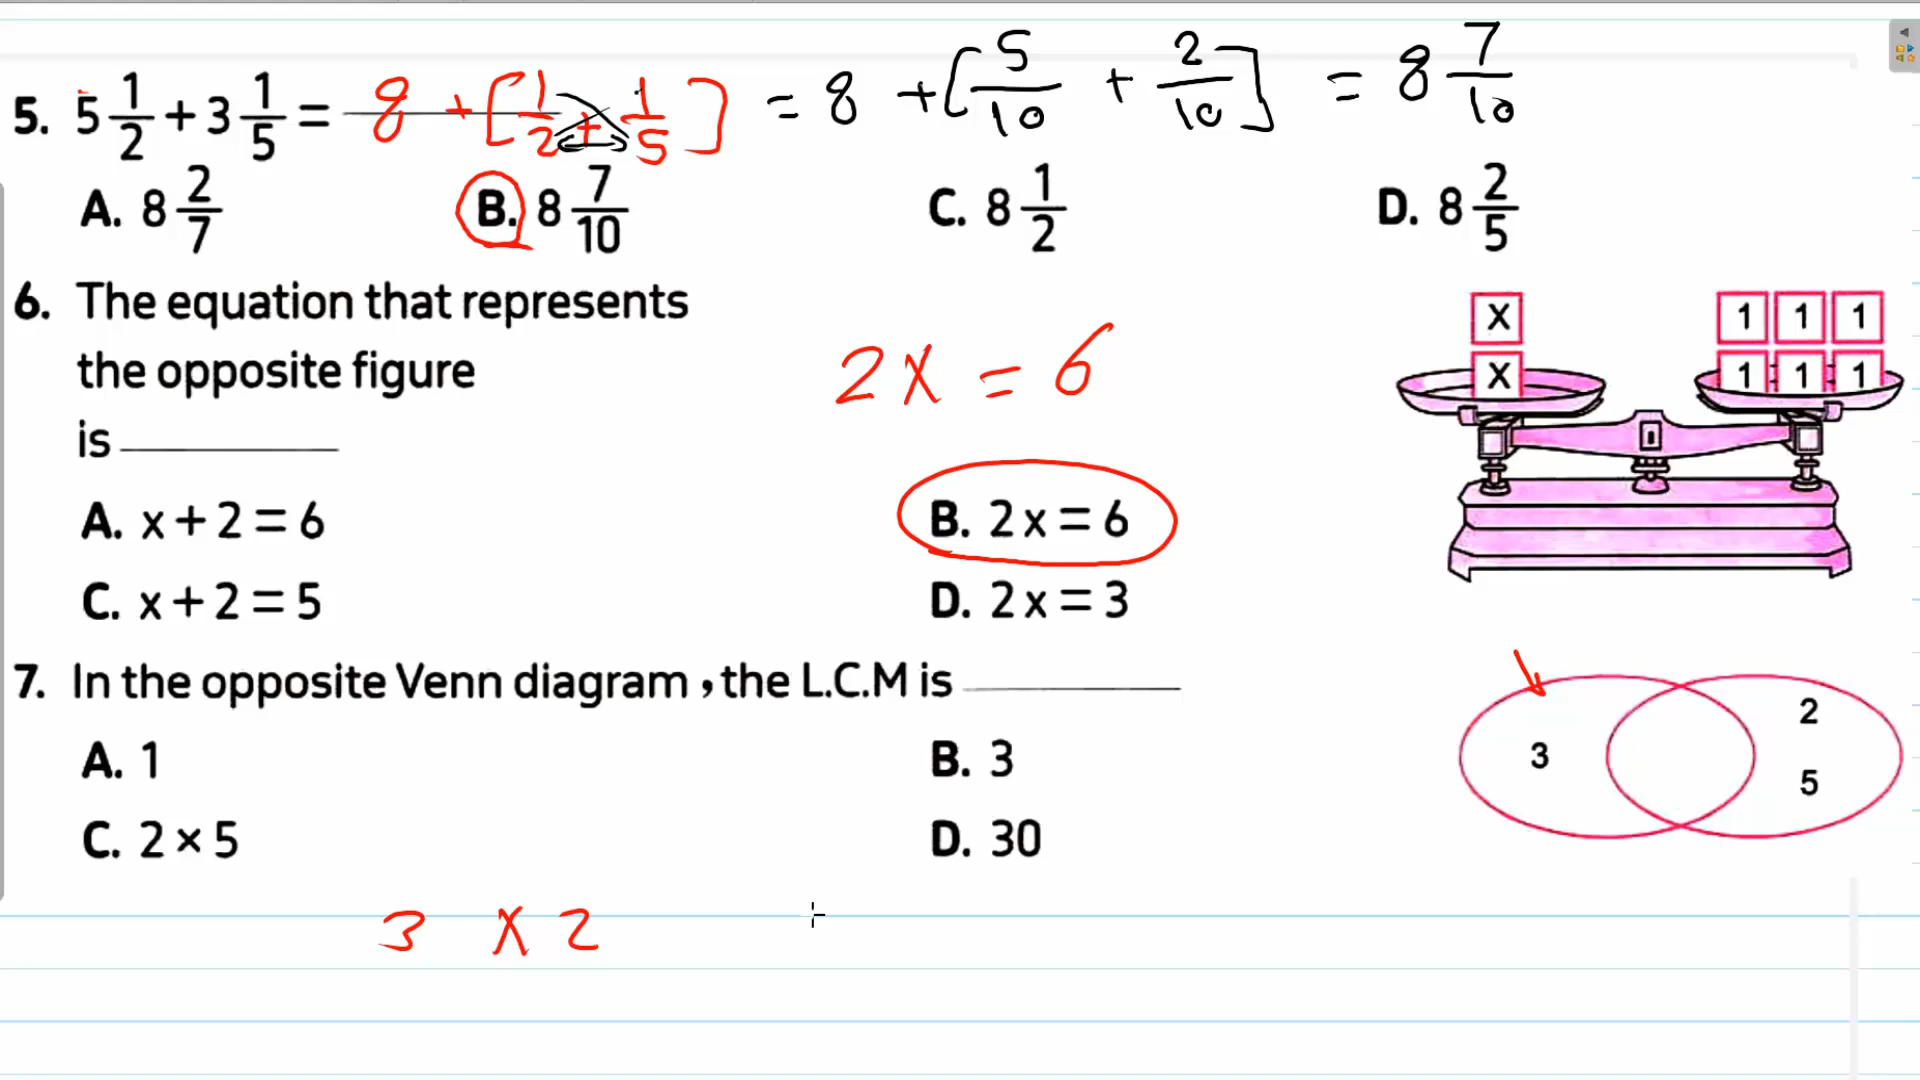 5. 5 1/2 + 3 1/5 = 8 + [1/2 + 1/5] = 8 + [5/10 + 2/10] = 8 7/10
A. 8 2/7 B. 8 7/10 C. 8 1/2 D. 8 2/5
6. The equation that represents
the opposite figure
is
2x = 6
A. x + 2 = 6 B. 2x = 6
C. x + 2 = 5 D. 2x = 3
X 1 1 1
X 1 1 1
7. In the opposite Venn diagram, the L.C.M is
A. 1 B. 3
C. 2 × 5 D. 30
3 2
5
3 x 2